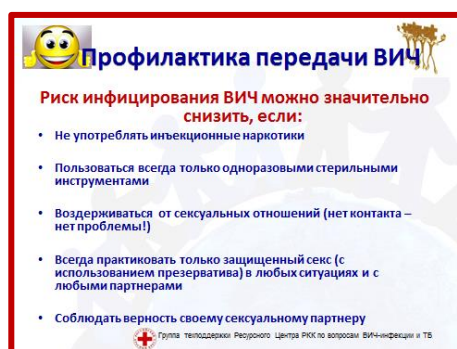 Профилактика передачи ВИЧ
Риск инфицирования ВИЧ можно значительно
снизить, если:
• Не употреблять инъекционные наркотики
• Пользоваться всегда только одноразовыми стерильными
инструментами
• Воздерживаться от сексуальных отношений (нет контакта –
нет проблемы!)
• Всегда практиковать только защищенный секс (с
использованием презерватива) в любых ситуациях и с
любыми партнерами
• Соблюдать верность своему сексуальному партнеру
Группа техподдержки Ресурсного Центра РКК по вопросам ВИЧ-инфекции и ТБ